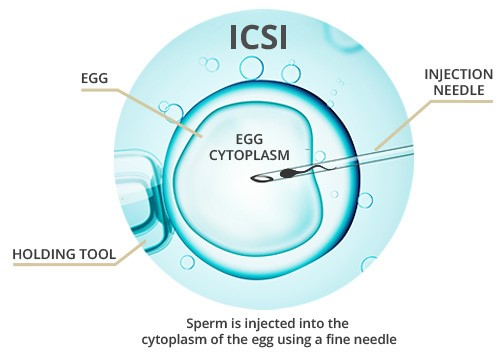 ICSI
EGG
INJECTION
NEEDLE
EGG
CYTOPLASM
HOLDING TOOL
Sperm is injected into the
cytoplasm of the egg using a fine needle